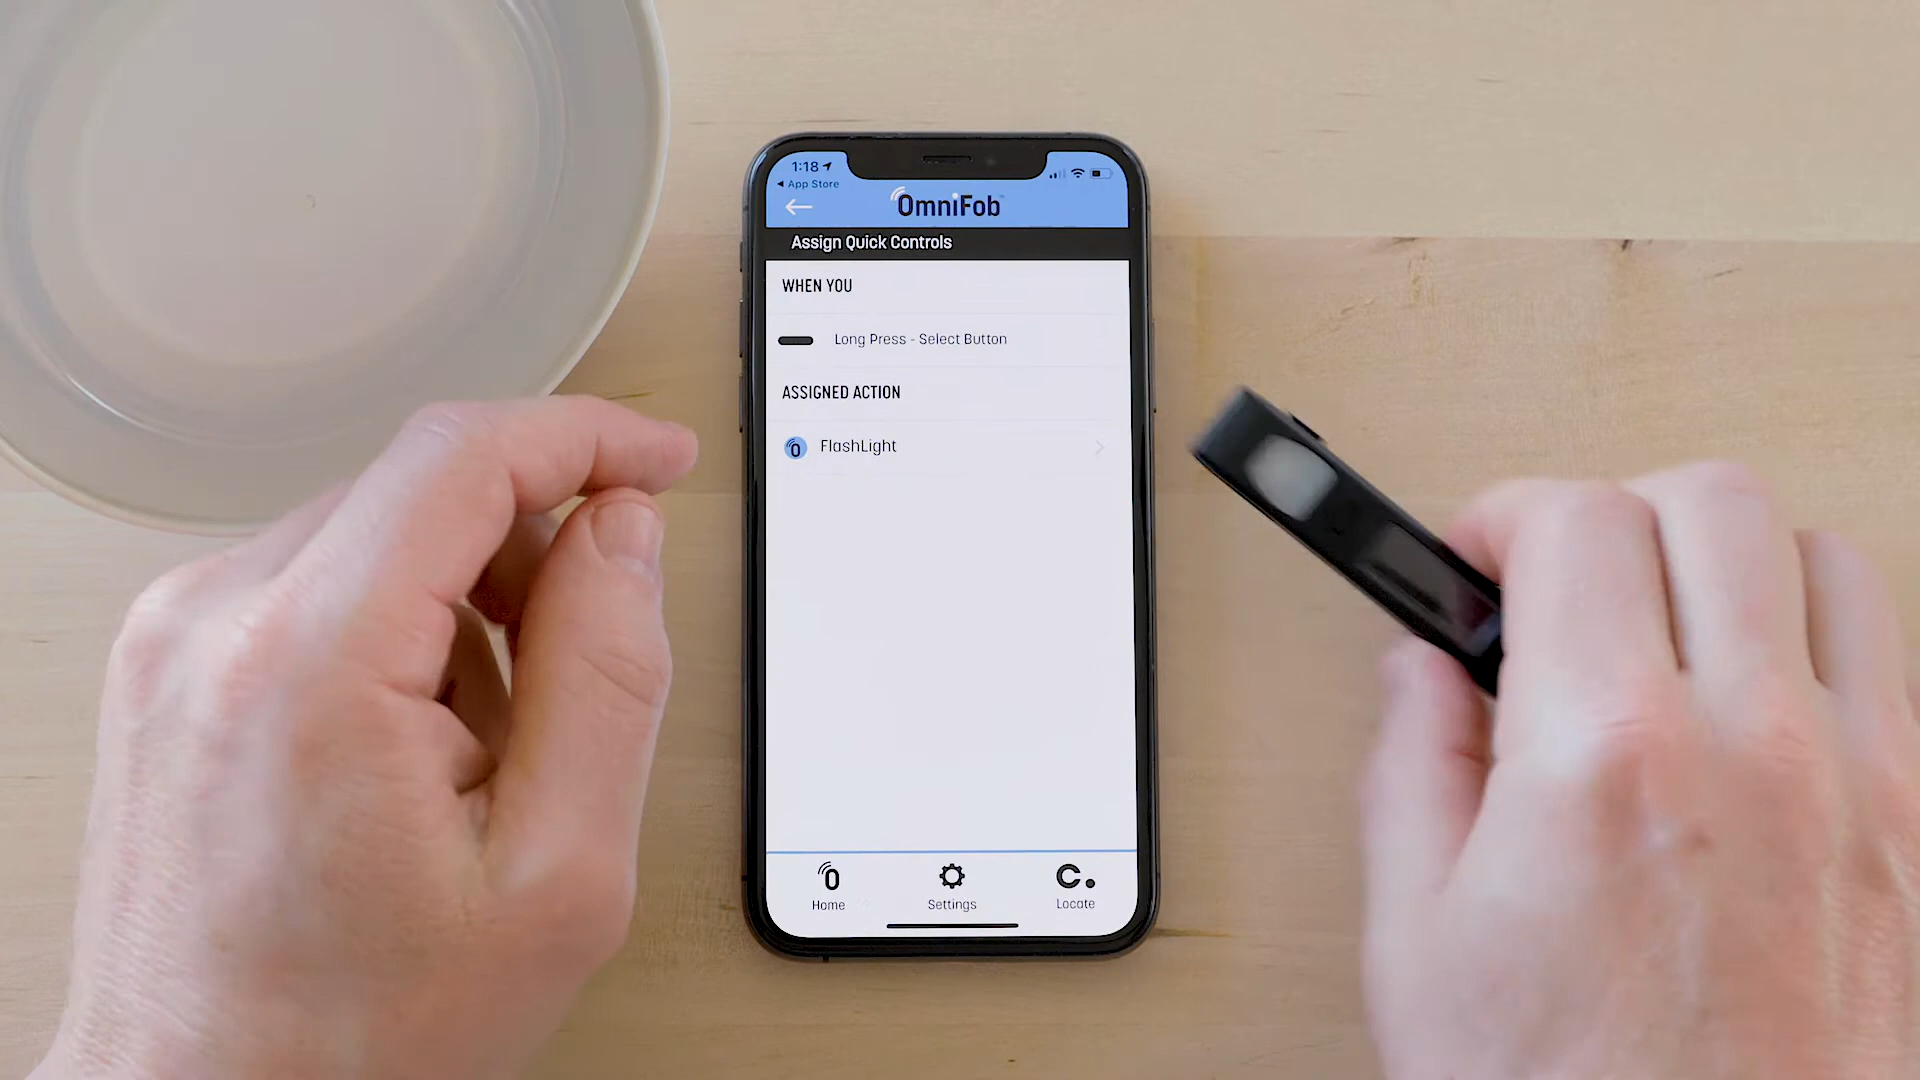 1:18
App Store
OmniFob
Assign Quick Controls
WHEN YOU
Long Press - Select Button
ASSIGNED ACTION
FlashLight
Home
Settings
Locate